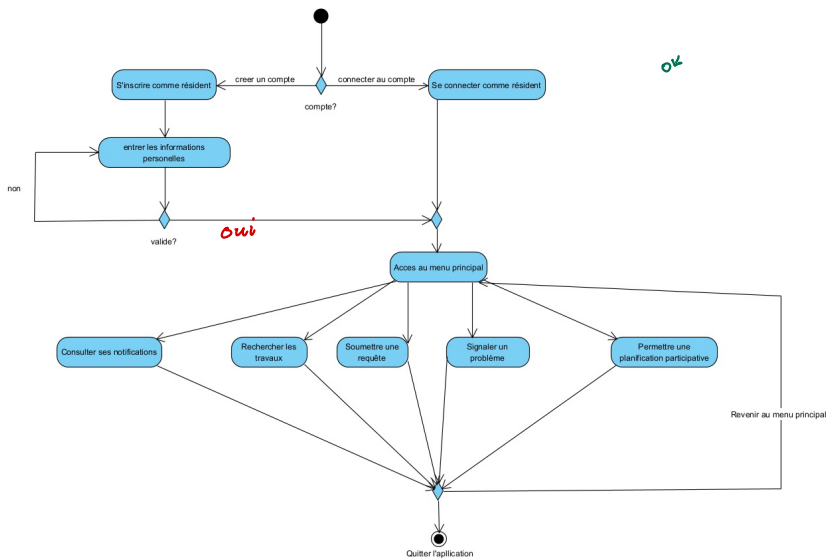 ok
creer un compte
connecter au compte
S'inscrire comme résident
Se connecter comme résident
compte?
entrer les informations
personelles
non
oui
valide?
Acces au menu principal
Consulter ses notifications
Rechercher les
travaux
Soumettre une
requête
Signaler un
problème
Permettre une
planification participative
Revenir au menu principal
Quitter l'apllication